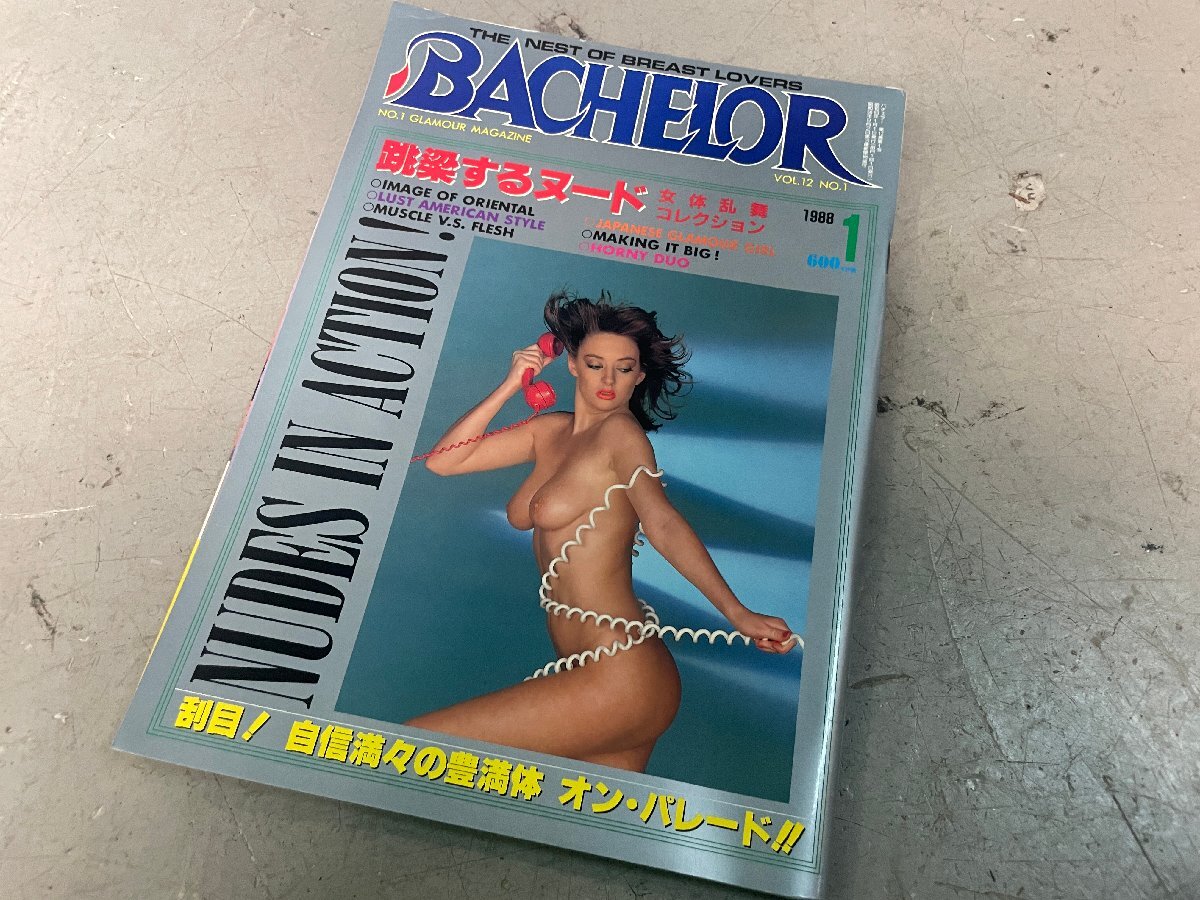 THE NEST OF BREAST LOVERS
BACHELOR
NO.1 GLAMOUR MAGAZINE
VOL.12 NO.1
跳梁するヌード
女体乱舞
コレクション
1988 1
600
○IMAGE OF ORIENTAL
○LUST AMERICAN STYLE
○MUSCLE V.S. FLESH
○JAPANESE GLAMOUR GIRL
○MAKING IT BIG!
○HORNY DUO
NUDES IN ACTION!
刮目! 自信満々の豊満体 オン・パレード!!